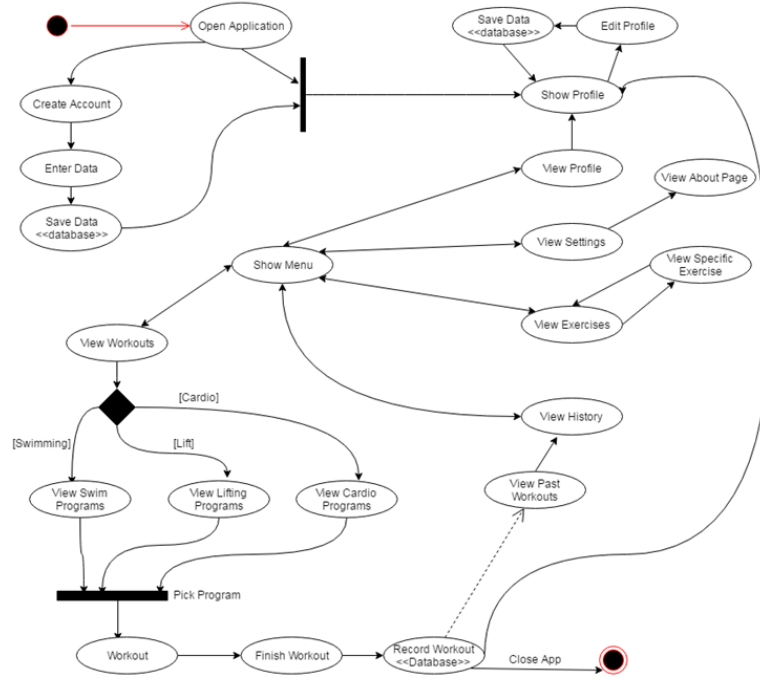 Open Application
Save Data
<<database>>
Edit Profile
Create Account
Show Profile
Enter Data
View Profile
View About Page
Save Data
<<database>>
View Settings
Show Menu
View Specific
Exercise
View Exercises
View Workouts
[Cardio]
View History
[Swimming]
[Lift]
View Swim
Programs
View Lifting
Programs
View Cardio
Programs
View Past
Workouts
Pick Program
Workout
Finish Workout
Record Workout
<<Database>>
Close App